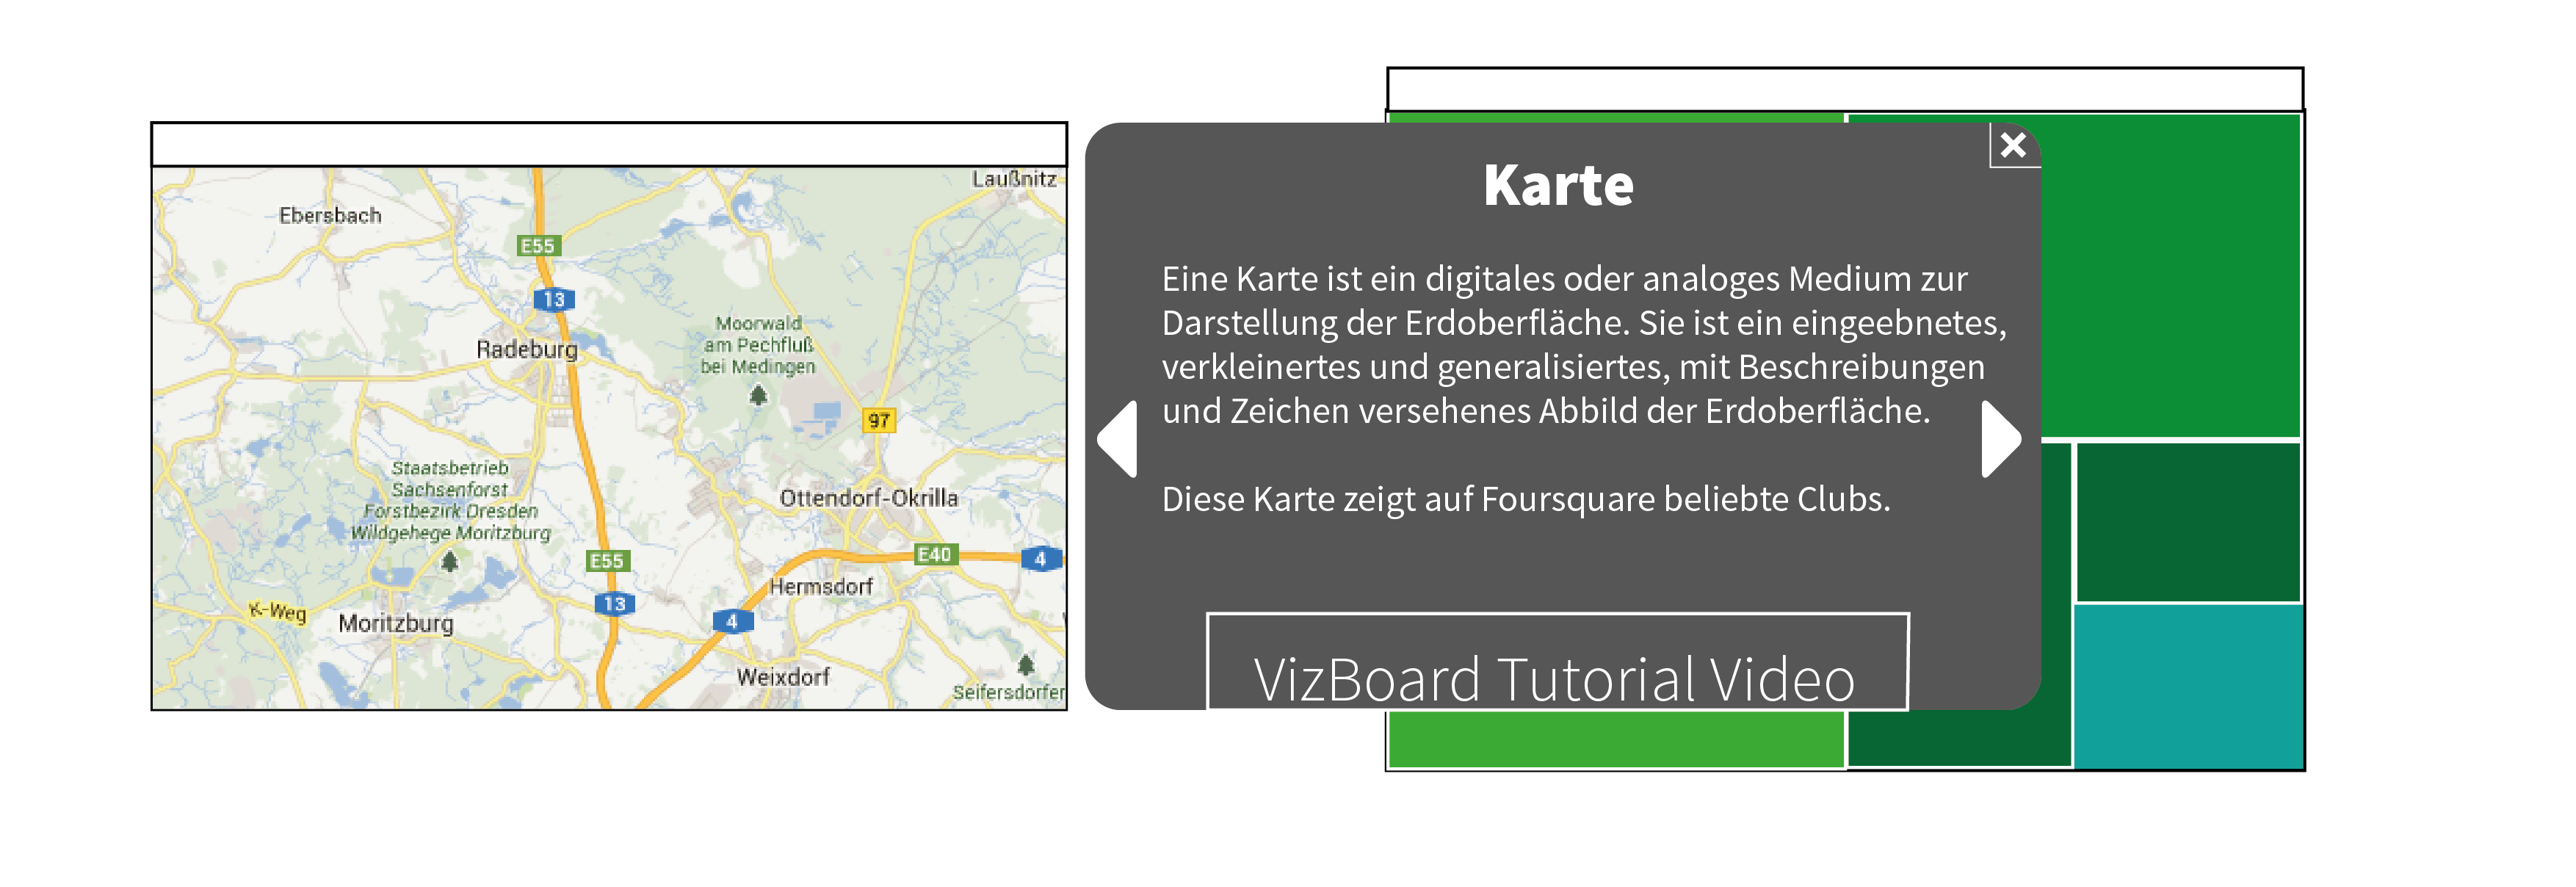 Laußnitz
Ebersbach
E55
13
Moorwald
am Pechfluß
bei Medingen
Radeburg
97
Staatsbetrieb
Sachsenforst
Forstbezirk Dresden
Wildgehege Moritzburg
Ottendorf-Okrilla
E55
E40
4
13
Hermsdorf
K-Weg
Moritzburg
4
Weixdorf
Seifersdorfer
Karte
Eine Karte ist ein digitales oder analoges Medium zur
Darstellung der Erdoberfläche. Sie ist ein eingeebnetes,
verkleinertes und generalisiertes, mit Beschreibungen
und Zeichen versehenes Abbild der Erdoberfläche.
Diese Karte zeigt auf Foursquare beliebte Clubs.
VizBoard Tutorial Video